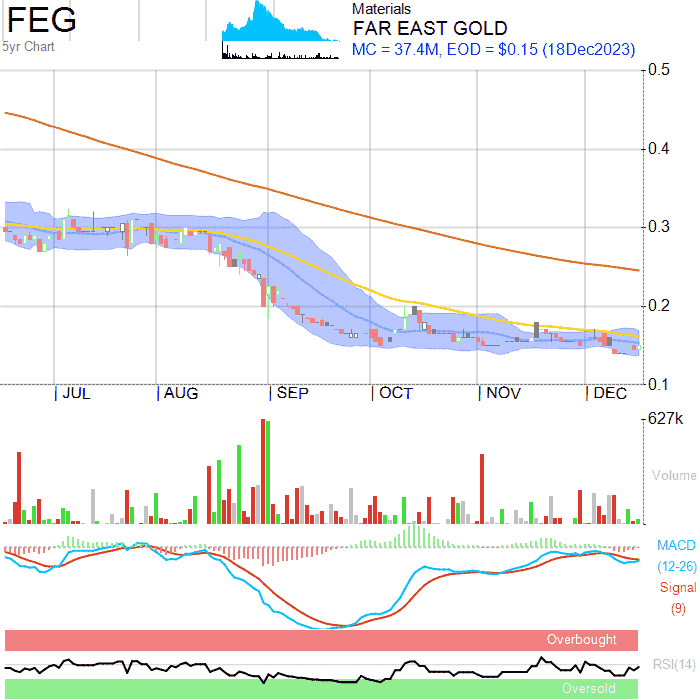 FEG
5yr Chart
Materials
FAR EAST GOLD
MC = 37.4M, EOD = $0.15 (18Dec2023)
0.5
0.4
0.3
0.2
0.1
JUL AUG SEP OCT NOV DEC
627k
Volume
MACD
(12-26)
Signal
(9)
Overbought
RSI(14)
Oversold